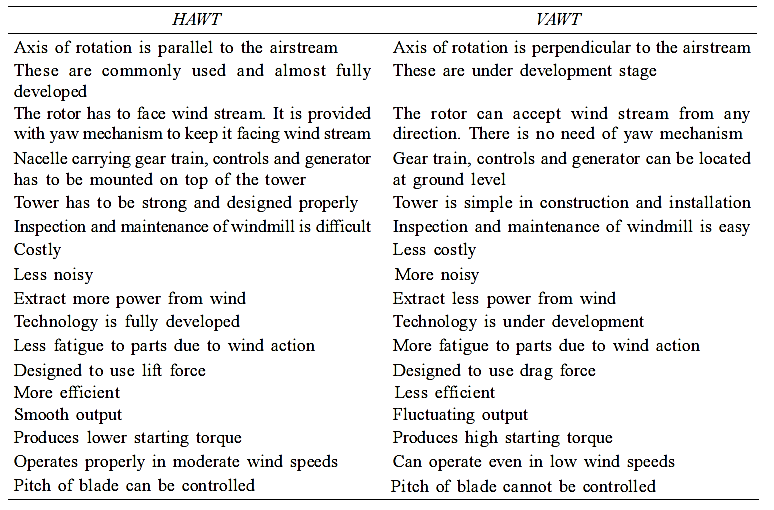 HAWT VAWT
Axis of rotation is parallel to the airstream Axis of rotation is perpendicular to the airstream
These are commonly used and almost fully These are under development stage
developed
The rotor has to face wind stream. It is provided The rotor can accept wind stream from any
with yaw mechanism to keep it facing wind stream direction. There is no need of yaw mechanism
Nacelle carrying gear train, controls and generator Gear train, controls and generator can be located
has to be mounted on top of the tower at ground level
Tower has to be strong and designed properly Tower is simple in construction and installation
Inspection and maintenance of windmill is difficult Inspection and maintenance of windmill is easy
Costly Less costly
Less noisy More noisy
Extract more power from wind Extract less power from wind
Technology is fully developed Technology is under development
Less fatigue to parts due to wind action More fatigue to parts due to wind action
Designed to use lift force Designed to use drag force
More efficient Less efficient
Smooth output Fluctuating output
Produces lower starting torque Produces high starting torque
Operates properly in moderate wind speeds Can operate even in low wind speeds
Pitch of blade can be controlled Pitch of blade cannot be controlled